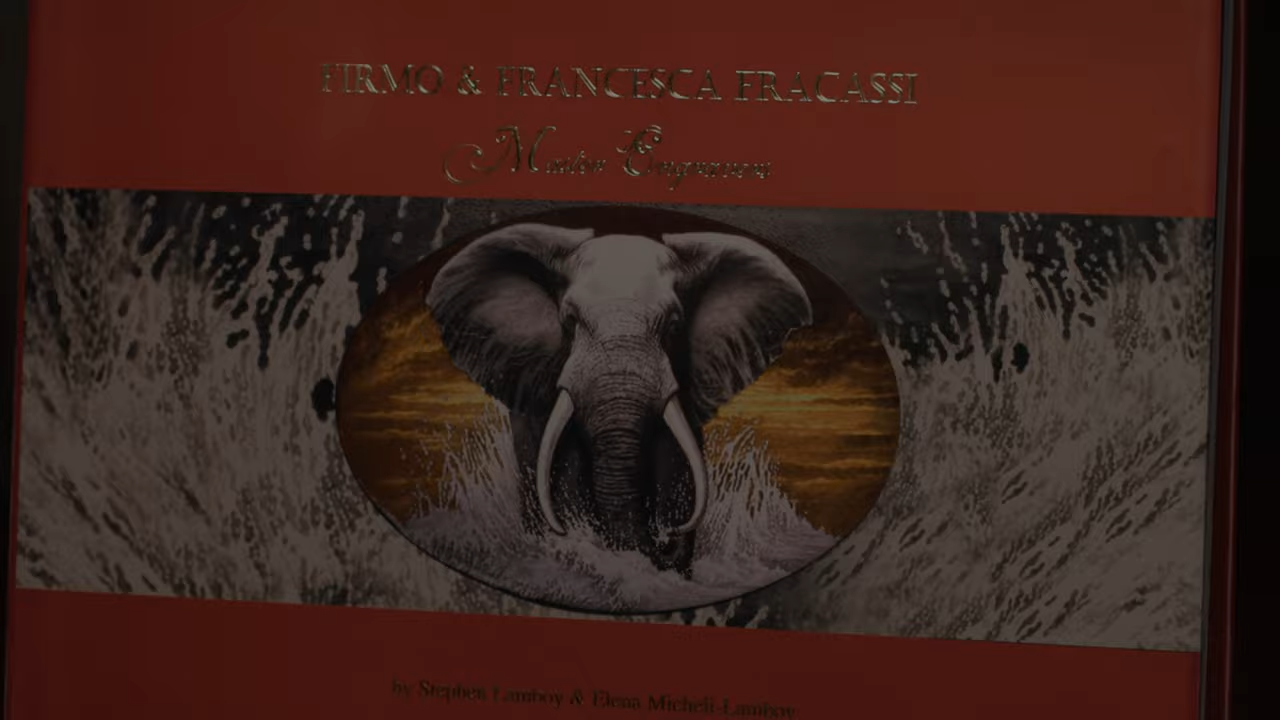 FIRMO & FRANCESCA FRACASSI
Master Engravers
by Stephen Lamboy & Elena Micheli-Lamboy